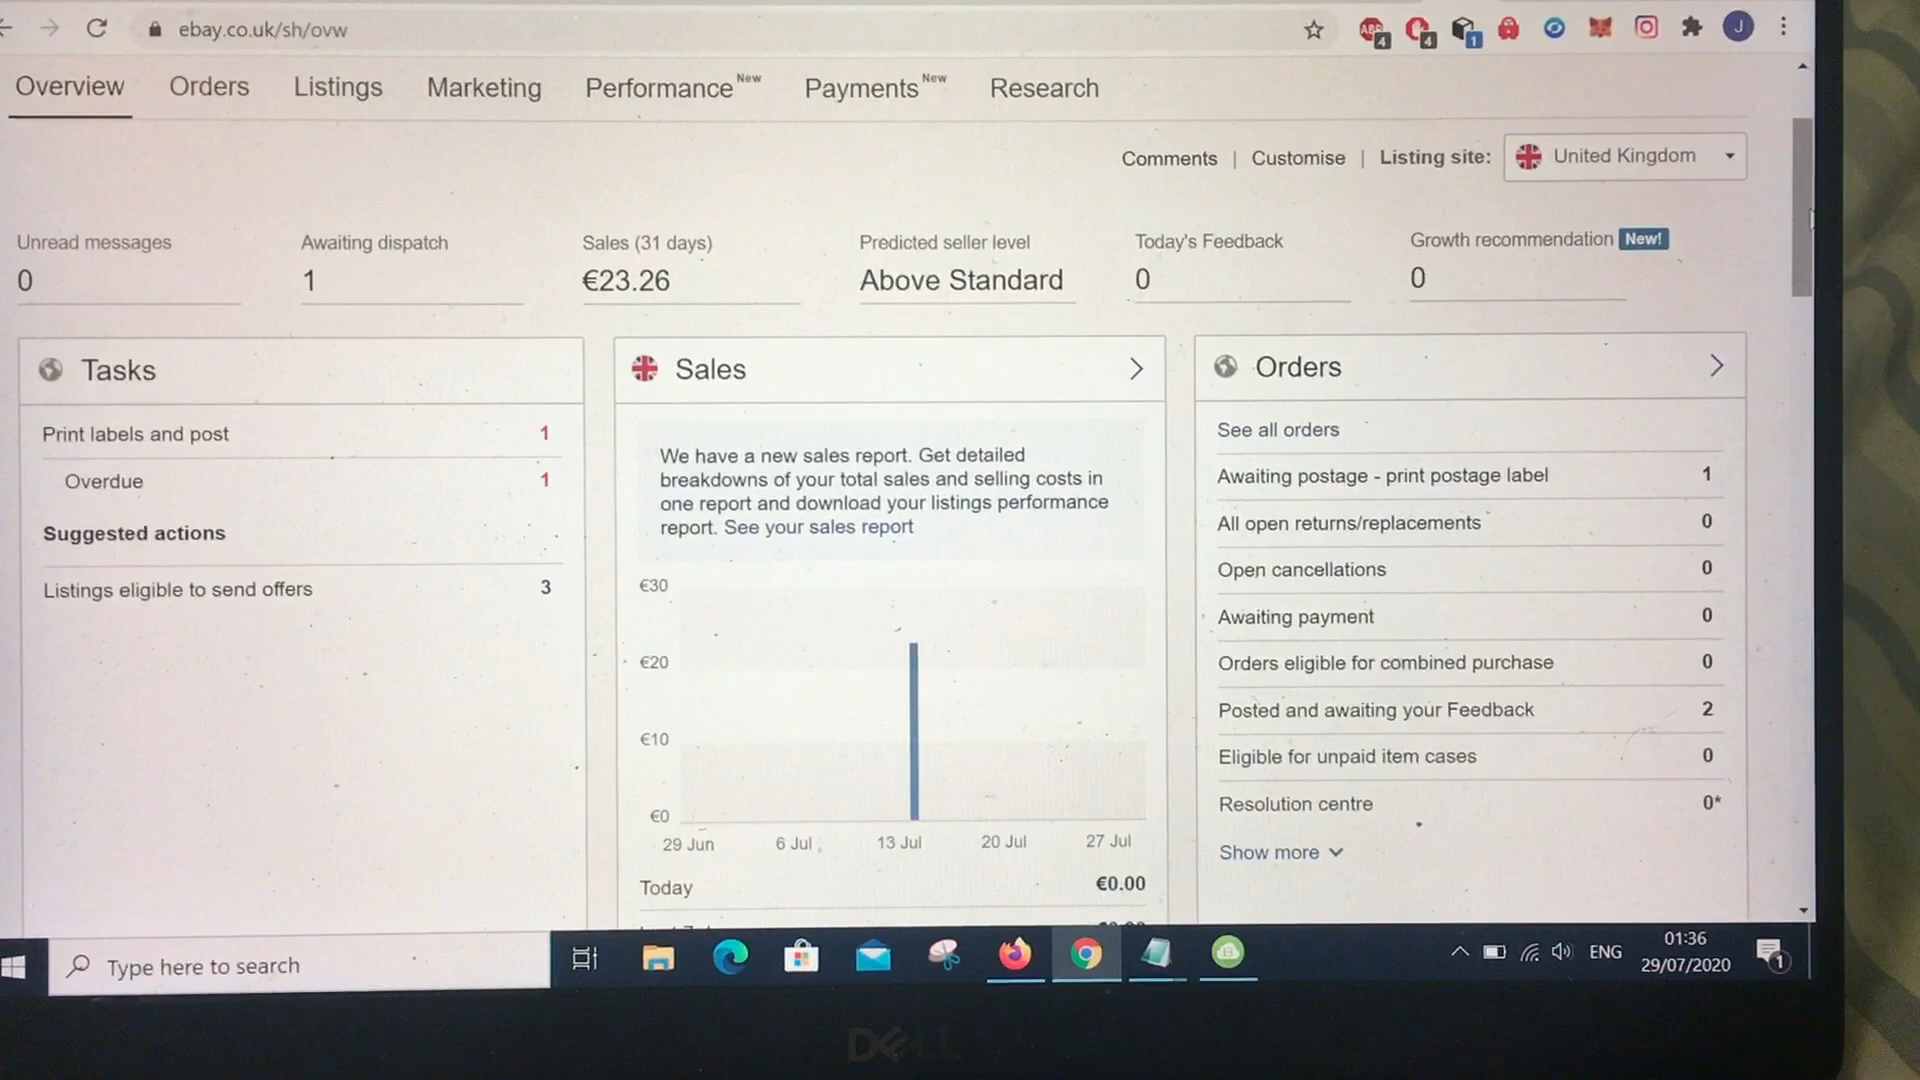 ebay.co.uk/sh/ovw
4
4
1
J
Overview Orders Listings Marketing Performance New Payments New Research
Comments | Customise | Listing site: United Kingdom
Unread messages
0
Awaiting dispatch
1
Sales (31 days)
€23.26
Predicted seller level
Above Standard
Today's Feedback
0
Growth recommendation New!
0
Tasks
Print labels and post 1
Overdue 1
Suggested actions
Listings eligible to send offers 3
Sales
We have a new sales report. Get detailed
breakdowns of your total sales and selling costs in
one report and download your listings performance
report. See your sales report
€30
€20
€10
€0
29 Jun 6 Jul 13 Jul 20 Jul 27 Jul
Today €0.00
Orders
See all orders
Awaiting postage - print postage label 1
All open returns/replacements 0
Open cancellations 0
Awaiting payment 0
Orders eligible for combined purchase 0
Posted and awaiting your Feedback 2
Eligible for unpaid item cases 0
Resolution centre 0*
Show more
Type here to search
ENG
01:36
29/07/2020
1
DELL